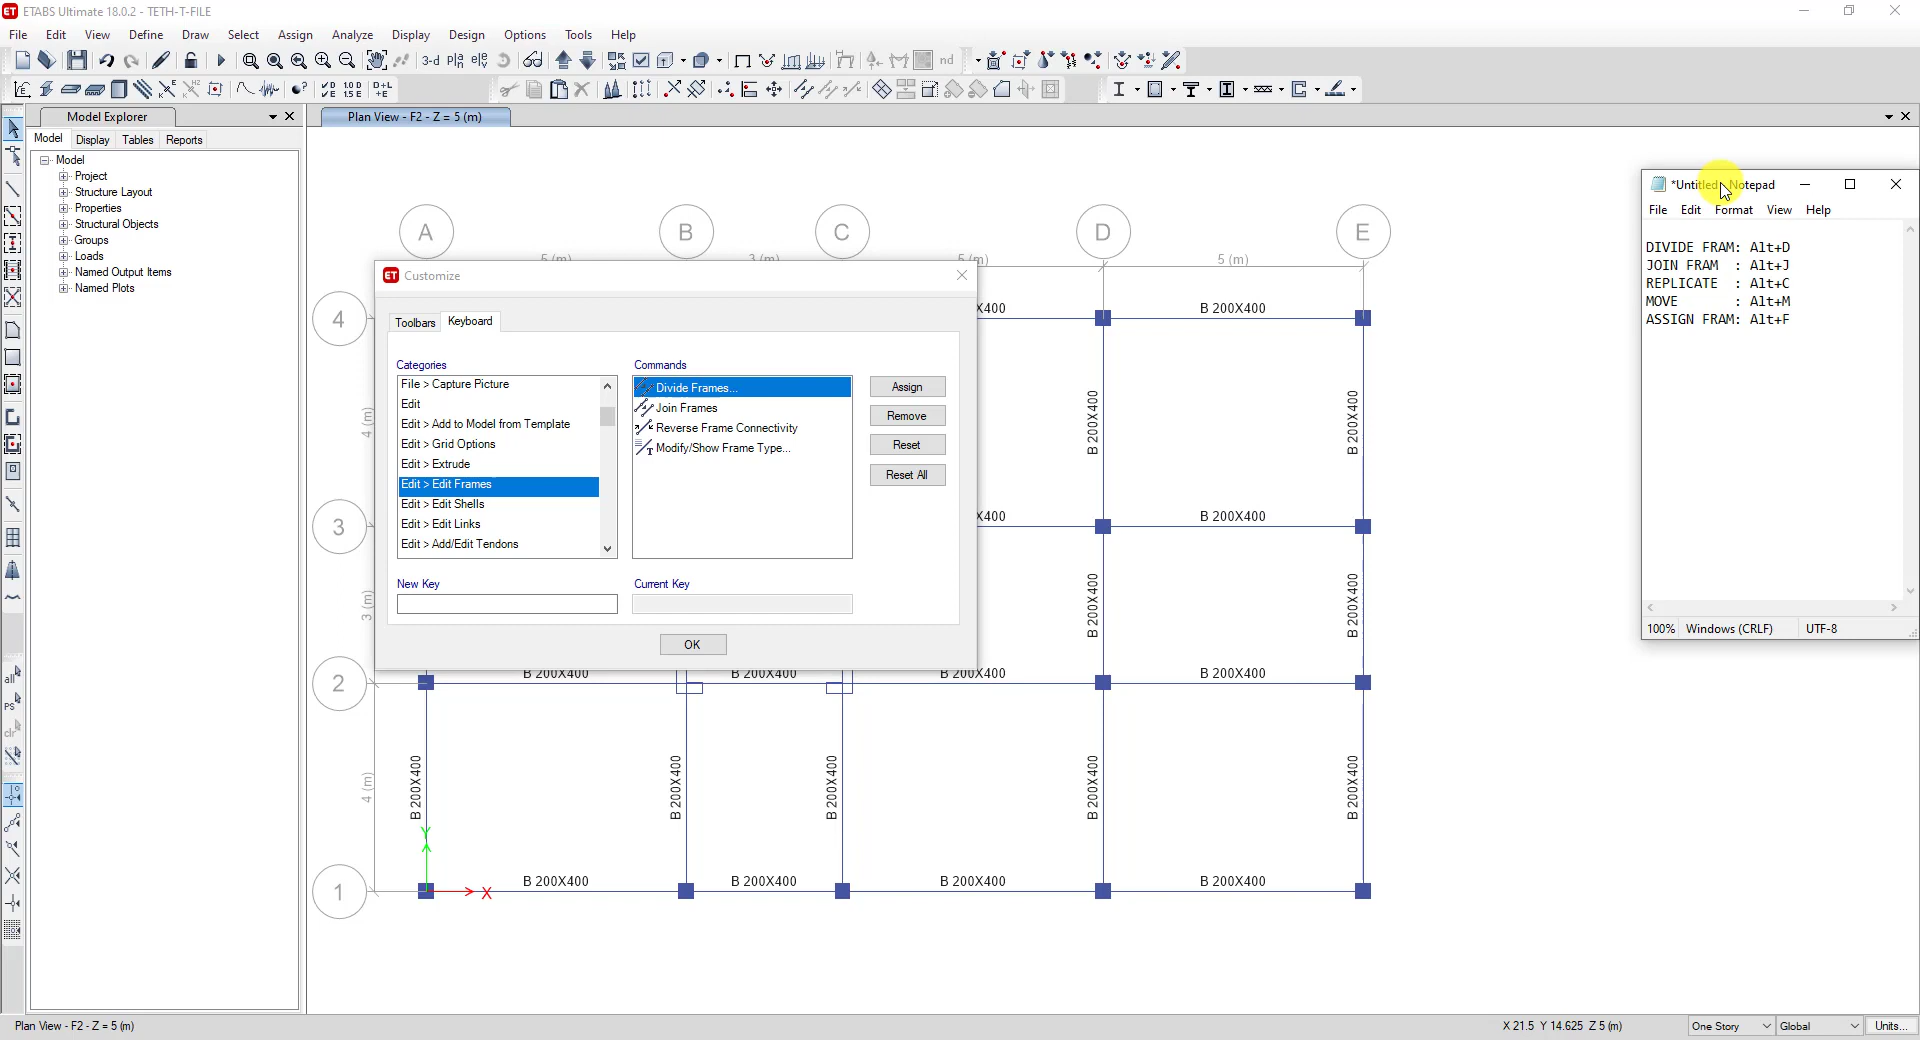 ETABS Ultimate 18.0.2 - TETH-T-FILE
File Edit View Define Draw Select Assign Analyze Display Design Options Tools Help
3-d
nd
Model Explorer
Plan View - F2 - Z = 5 (m)
Model Display Tables Reports
Model
Project
Structure Layout
Properties
Structural Objects
Groups
Loads
Named Output Items
Named Plots
A B C D E
5 (m) 3 (m) 5 (m) 5 (m)
4
3
2
1
4 (m)
3 (m)
4 (m)
X400 B 200X400
B 200X400 B 200X400
X400 B 200X400
B 200X400 B 200X400
B 200X400 B 200X400 B 200X400 B 200X400
B 200X400 B 200X400 B 200X400 B 200X400 B 200X400
Y
X
B 200X400 B 200X400 B 200X400 B 200X400
Customize
Toolbars Keyboard
Categories
File > Capture Picture
Edit
Edit > Add to Model from Template
Edit > Grid Options
Edit > Extrude
Edit > Edit Frames
Edit > Edit Shells
Edit > Edit Links
Edit > Add/Edit Tendons
Commands
Divide Frames...
Join Frames
Reverse Frame Connectivity
Modify/Show Frame Type...
Assign
Remove
Reset
Reset All
New Key
Current Key
OK
*Untitled - Notepad
File Edit Format View Help
DIVIDE FRAM: Alt+D
JOIN FRAM : Alt+J
REPLICATE : Alt+C
MOVE : Alt+M
ASSIGN FRAM: Alt+F
100% Windows (CRLF) UTF-8
all
PS
clr
Plan View - F2 - Z = 5 (m)
X 21.5 Y 14.625 Z 5 (m)
One Story
Global
Units...